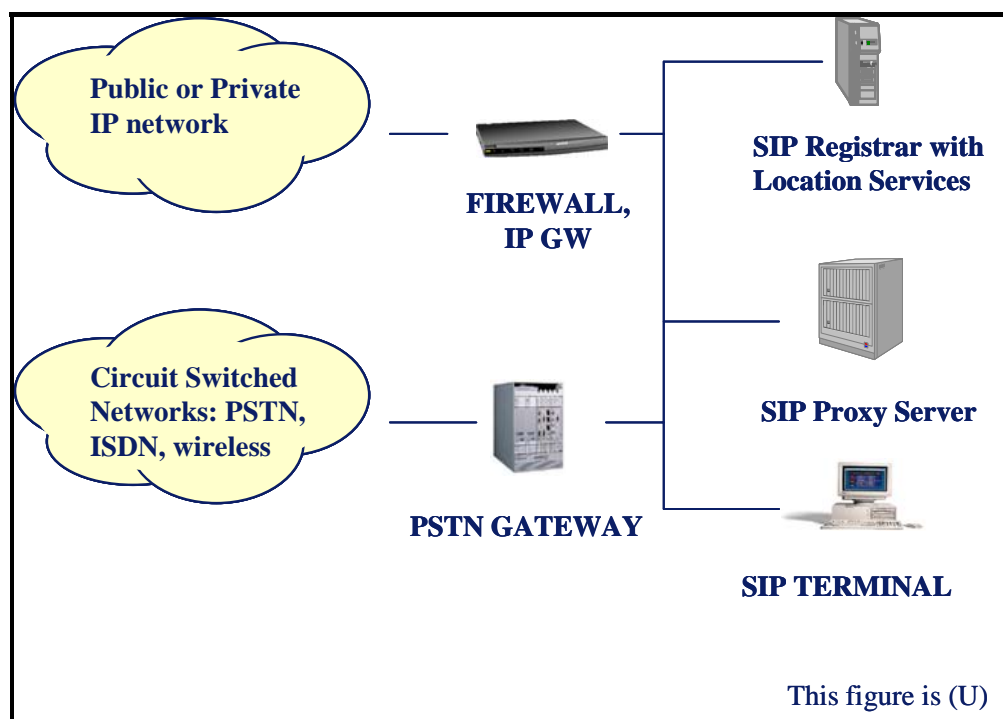 Public or Private
IP network
FIREWALL,
IP GW
SIP Registrar with
Location Services
Circuit Switched
Networks: PSTN,
ISDN, wireless
PSTN GATEWAY
SIP Proxy Server
SIP TERMINAL
This figure is (U)